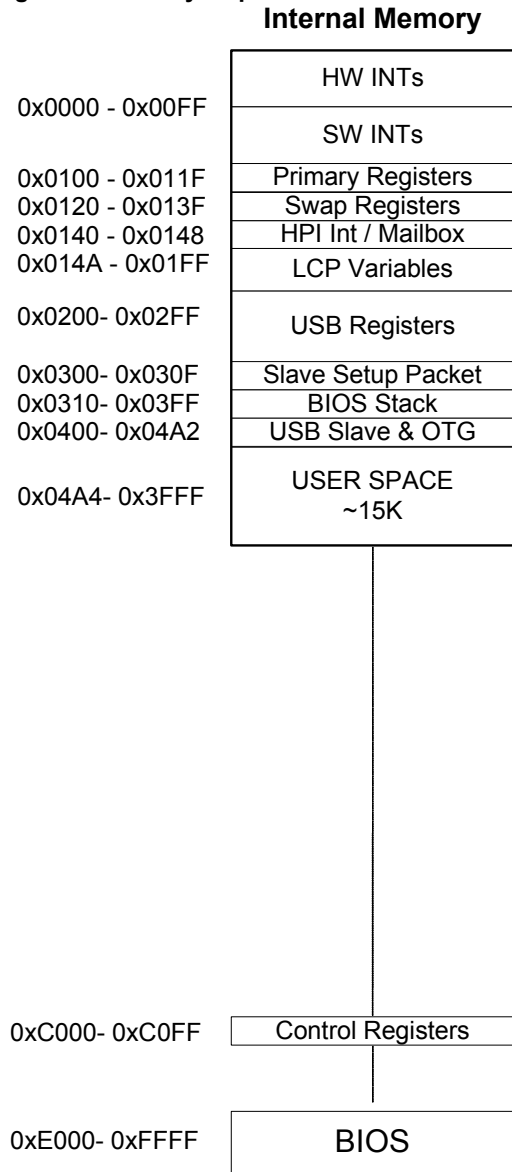 Internal Memory
HW INTs
0x0000 - 0x00FF
SW INTs
0x0100 - 0x011F Primary Registers
0x0120 - 0x013F Swap Registers
0x0140 - 0x0148 HPI Int / Mailbox
0x014A - 0x01FF LCP Variables
0x0200- 0x02FF USB Registers
0x0300- 0x030F Slave Setup Packet
0x0310- 0x03FF BIOS Stack
0x0400- 0x04A2 USB Slave & OTG
0x04A4- 0x3FFF USER SPACE
~15K
0xC000- 0xC0FF Control Registers
0xE000- 0xFFFF BIOS